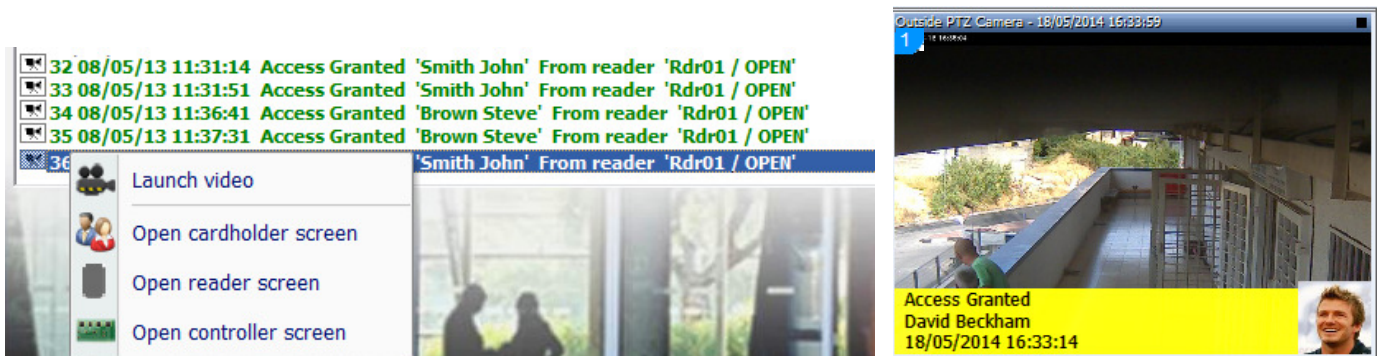 32 08/05/13 11:31:14 Access Granted 'Smith John' From reader 'Rdr01 / OPEN'
33 08/05/13 11:31:51 Access Granted 'Smith John' From reader 'Rdr01 / OPEN'
34 08/05/13 11:36:41 Access Granted 'Brown Steve' From reader 'Rdr01 / OPEN'
35 08/05/13 11:37:31 Access Granted 'Brown Steve' From reader 'Rdr01 / OPEN'
36 'Smith John' From reader 'Rdr01 / OPEN'
Launch video
Open cardholder screen
Open reader screen
Open controller screen
Outside PTZ Camera - 18/05/2014 16:33:59
1
Access Granted
David Beckham
18/05/2014 16:33:14